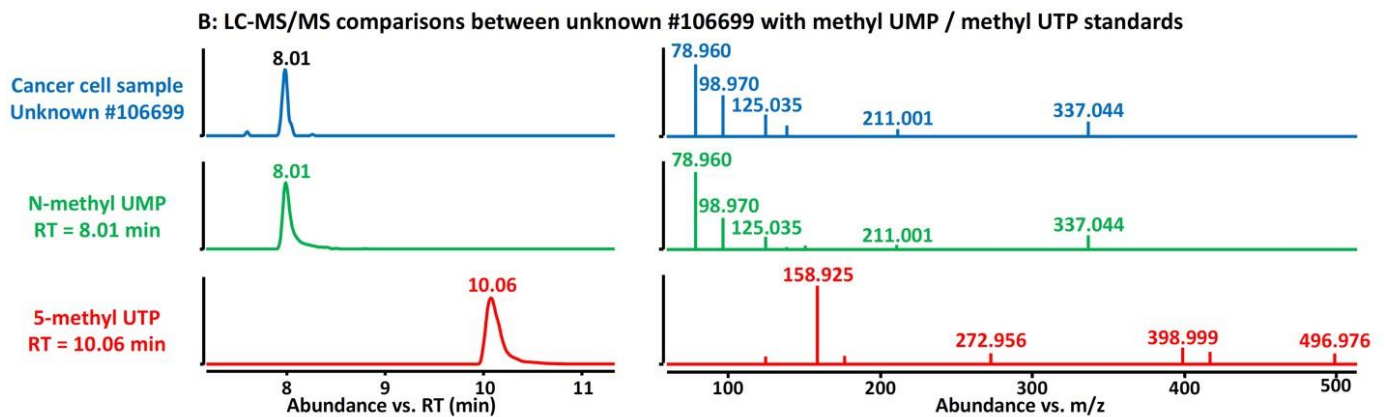 B: LC-MS/MS comparisons between unknown #106699 with methyl UMP / methyl UTP standards
Cancer cell sample
Unknown #106699
8.01
78.960
98.970
125.035
211.001
337.044
N-methyl UMP
RT = 8.01 min
8.01
78.960
98.970
125.035
211.001
337.044
5-methyl UTP
RT = 10.06 min
10.06
158.925
272.956
398.999
496.976
8 9 10 11
Abundance vs. RT (min)
100 200 300 400 500
Abundance vs. m/z